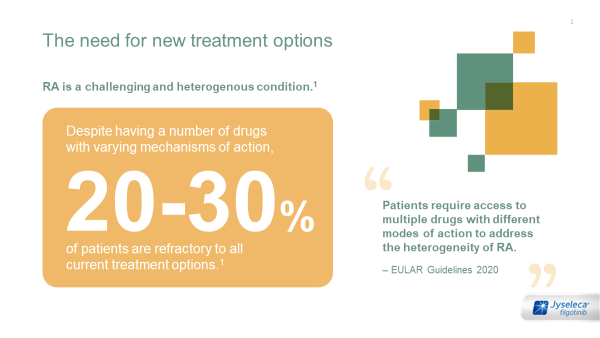 2
The need for new treatment options
RA is a challenging and heterogenous condition.¹
Despite having a number of drugs
with varying mechanisms of action,
20-30%
of patients are refractory to all
current treatment options.¹
“
Patients require access to
multiple drugs with different
modes of action to address
the heterogeneity of RA.
– EULAR Guidelines 2020
”
Jyseleca®
filgotinib